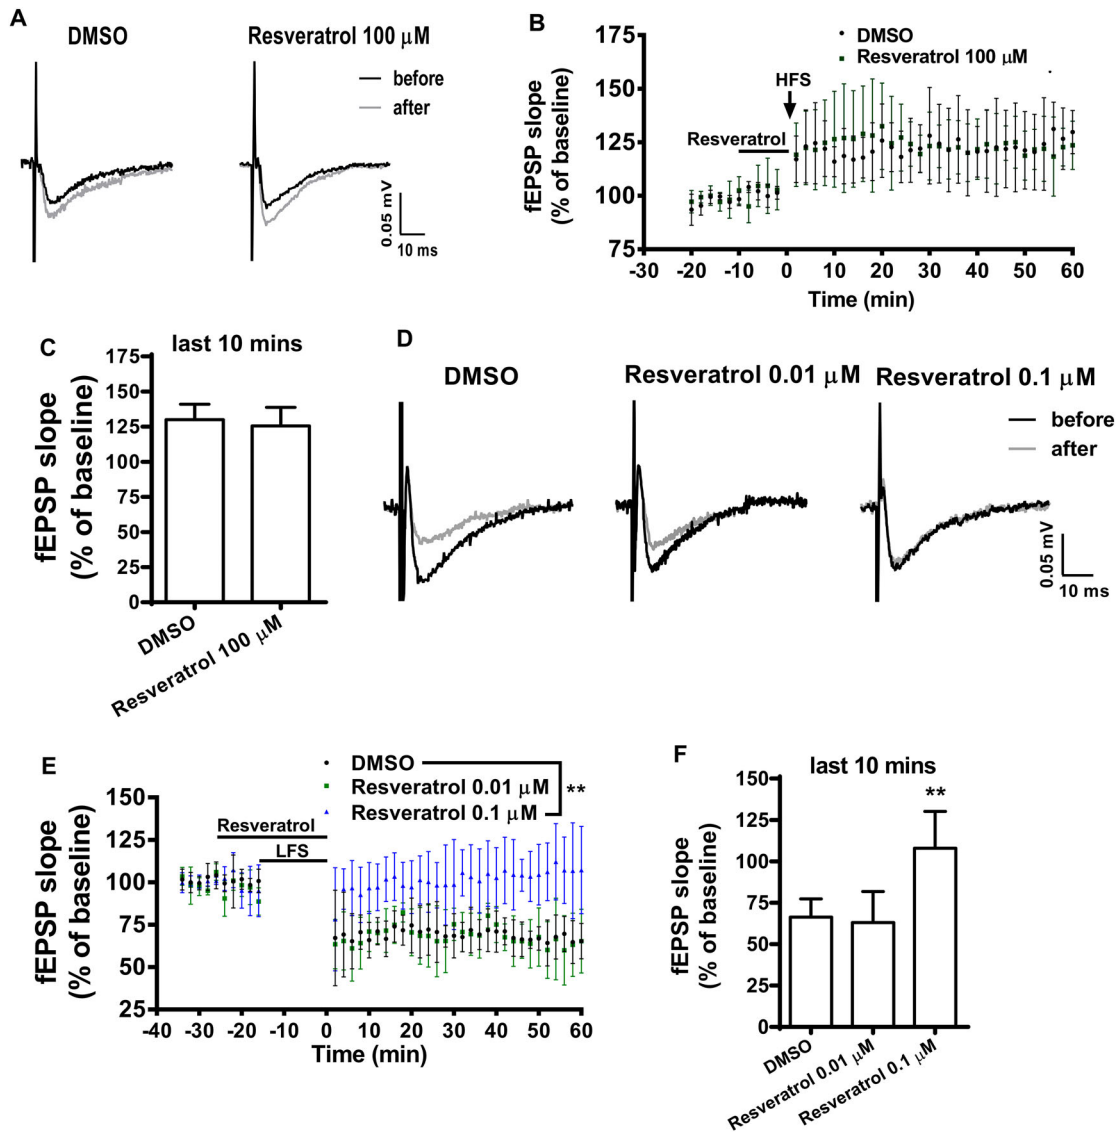 A
DMSO
Resveratrol 100 μM
before
after
0.05 mV
10 ms
B
DMSO
Resveratrol 100 μM
HFS
Resveratrol
fEPSP slope
(% of baseline)
175
150
125
100
75
-30 -20 -10 0 10 20 30 40 50 60
Time (min)
C
last 10 mins
fEPSP slope
(% of baseline)
175
150
125
100
75
50
25
0
DMSO
Resveratrol 100 μM
D
DMSO
Resveratrol 0.01 μM
Resveratrol 0.1 μM
before
after
0.05 mV
10 ms
E
DMSO
Resveratrol 0.01 μM
Resveratrol 0.1 μM
**
Resveratrol
LFS
fEPSP slope
(% of baseline)
150
125
100
75
50
25
-40 -30 -20 -10 0 10 20 30 40 50 60
Time (min)
F
last 10 mins
**
fEPSP slope
(% of baseline)
150
125
100
75
50
25
0
DMSO
Resveratrol 0.01 μM
Resveratrol 0.1 μM